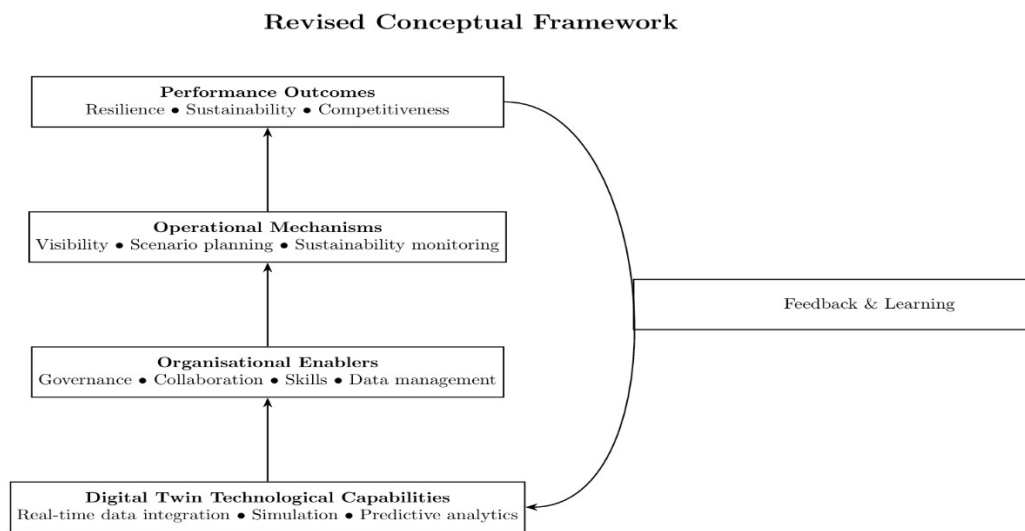 Revised Conceptual Framework
Performance Outcomes
Resilience • Sustainability • Competitiveness
Operational Mechanisms
Visibility • Scenario planning • Sustainability monitoring
Feedback & Learning
Organisational Enablers
Governance • Collaboration • Skills • Data management
Digital Twin Technological Capabilities
Real-time data integration • Simulation • Predictive analytics